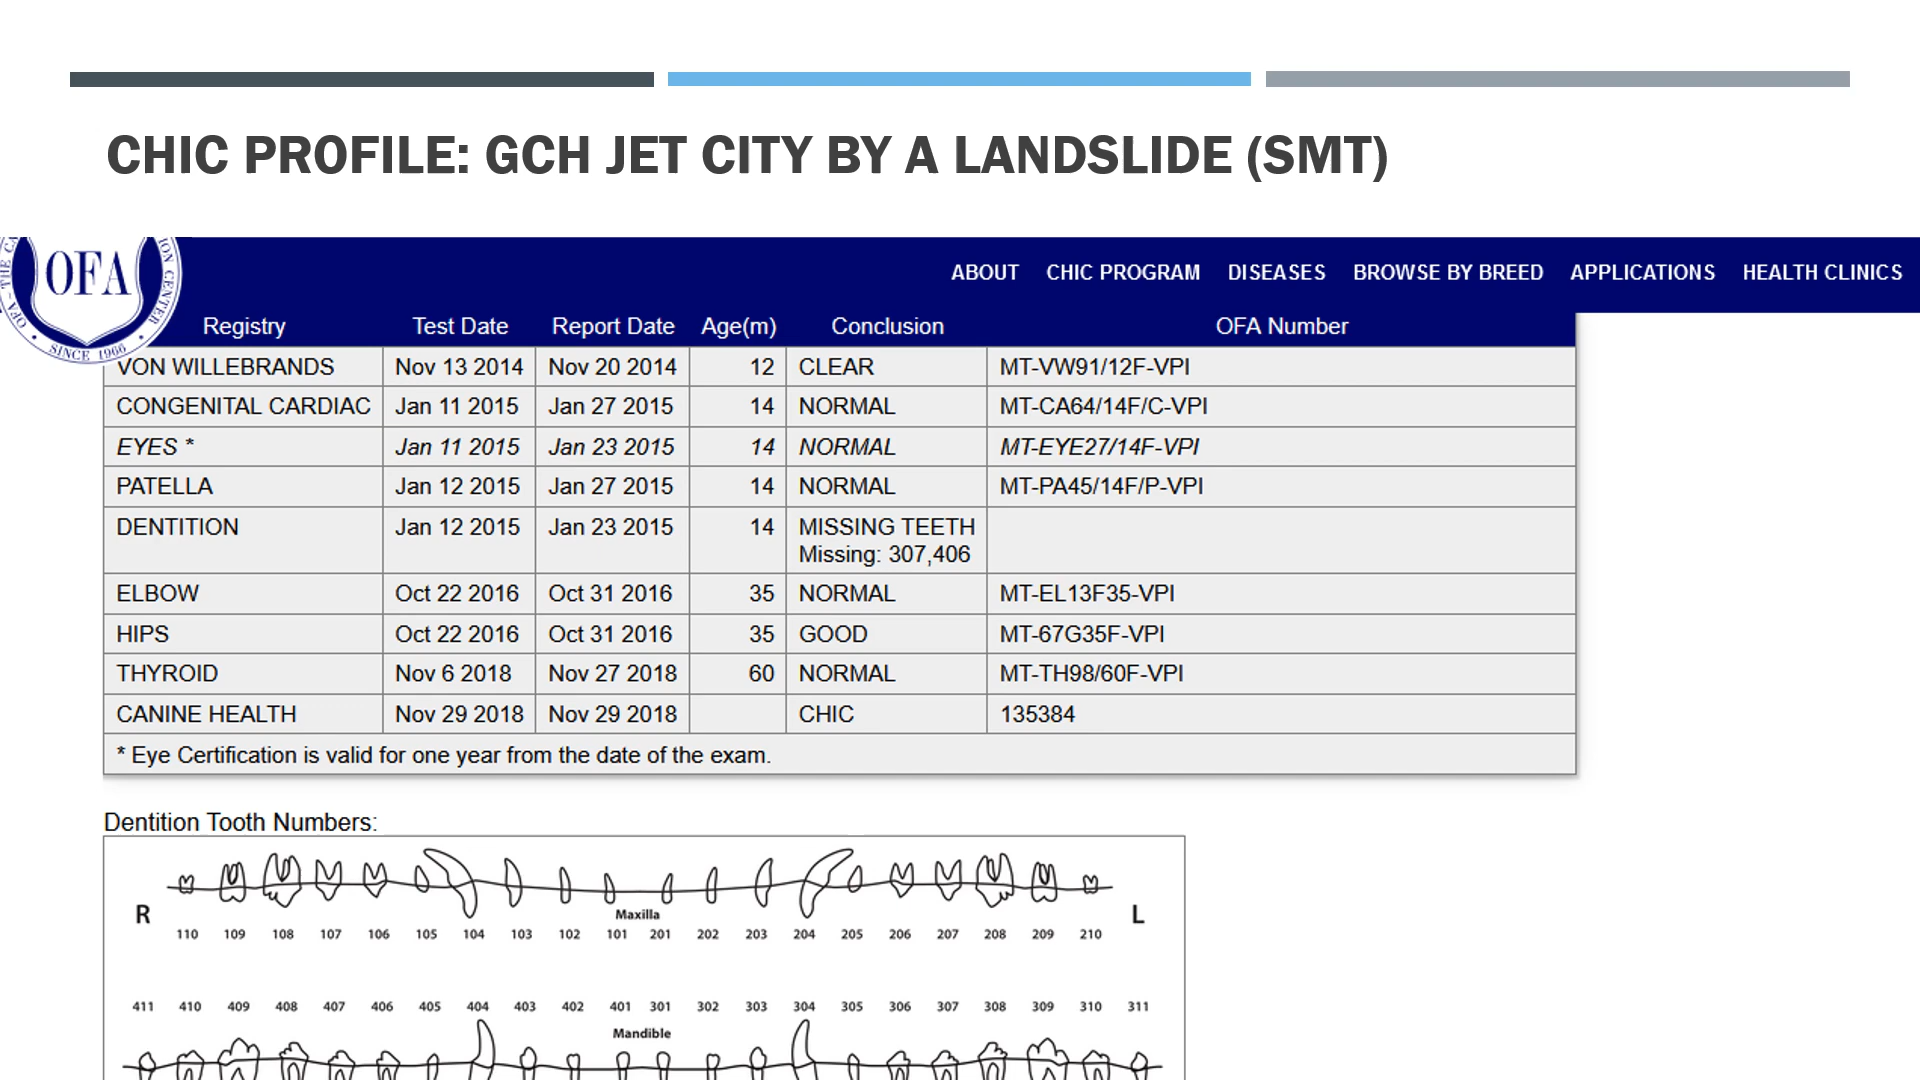 CHIC PROFILE: GCH JET CITY BY A LANDSLIDE (SMT)
OFA
SINCE 1966
ABOUT CHIC PROGRAM DISEASES BROWSE BY BREED APPLICATIONS HEALTH CLINICS
Registry Test Date Report Date Age(m) Conclusion OFA Number
VON WILLEBRANDS Nov 13 2014 Nov 20 2014 12 CLEAR MT-VW91/12F-VPI
CONGENITAL CARDIAC Jan 11 2015 Jan 27 2015 14 NORMAL MT-CA64/14F/C-VPI
EYES * Jan 11 2015 Jan 23 2015 14 NORMAL MT-EYE27/14F-VPI
PATELLA Jan 12 2015 Jan 27 2015 14 NORMAL MT-PA45/14F/P-VPI
DENTITION Jan 12 2015 Jan 23 2015 14 MISSING TEETH
Missing: 307,406
ELBOW Oct 22 2016 Oct 31 2016 35 NORMAL MT-EL13F35-VPI
HIPS Oct 22 2016 Oct 31 2016 35 GOOD MT-67G35F-VPI
THYROID Nov 6 2018 Nov 27 2018 60 NORMAL MT-TH98/60F-VPI
CANINE HEALTH Nov 29 2018 Nov 29 2018 CHIC 135384
* Eye Certification is valid for one year from the date of the exam.
Dentition Tooth Numbers:
R Maxilla L
110 109 108 107 106 105 104 103 102 101 201 202 203 204 205 206 207 208 209 210
411 410 409 408 407 406 405 404 403 402 401 301 302 303 304 305 306 307 308 309 310 311
Mandible